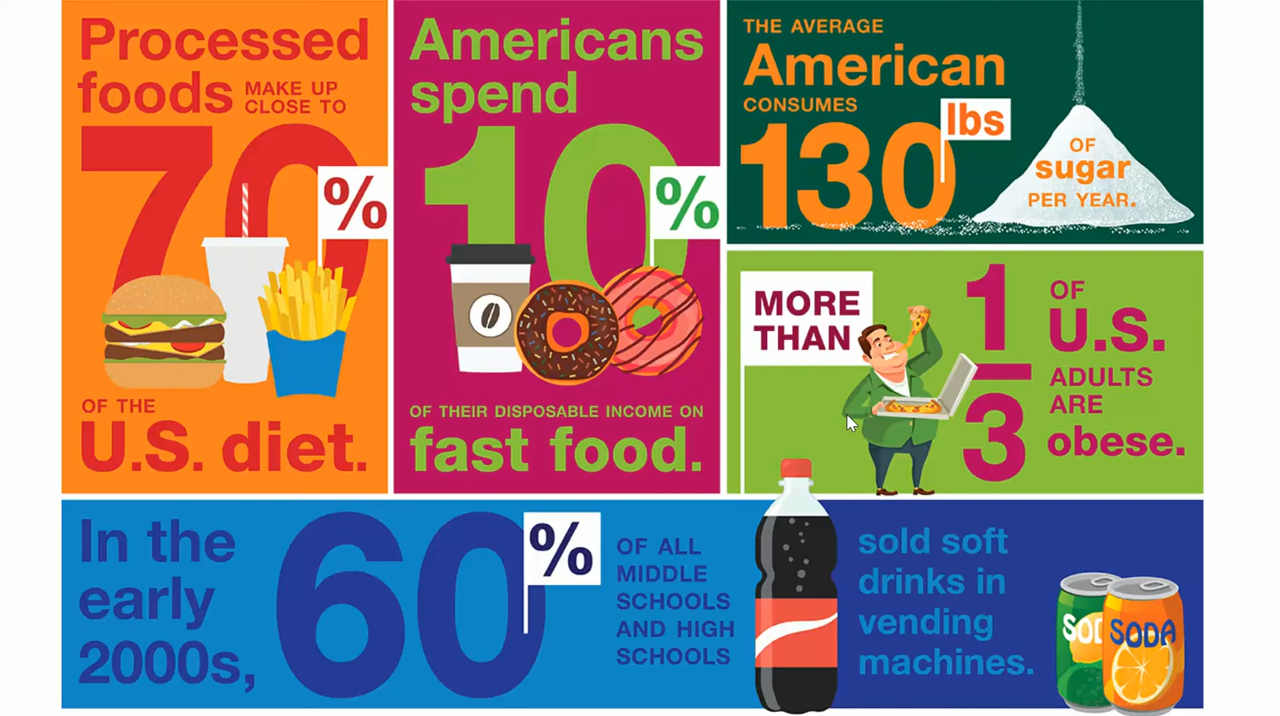 Processed
foods MAKE UP
CLOSE TO
70%
OF THE
U.S. diet.
Americans
spend
10%
OF THEIR DISPOSABLE INCOME ON
fast food.
THE AVERAGE
American
CONSUMES
130 lbs
OF
sugar
PER YEAR.
MORE
THAN
1
3
OF
U.S.
ADULTS
ARE
obese.
In the
early
2000s,
60%
OF ALL
MIDDLE
SCHOOLS
AND HIGH
SCHOOLS
sold soft
drinks in
vending
machines.
SODA